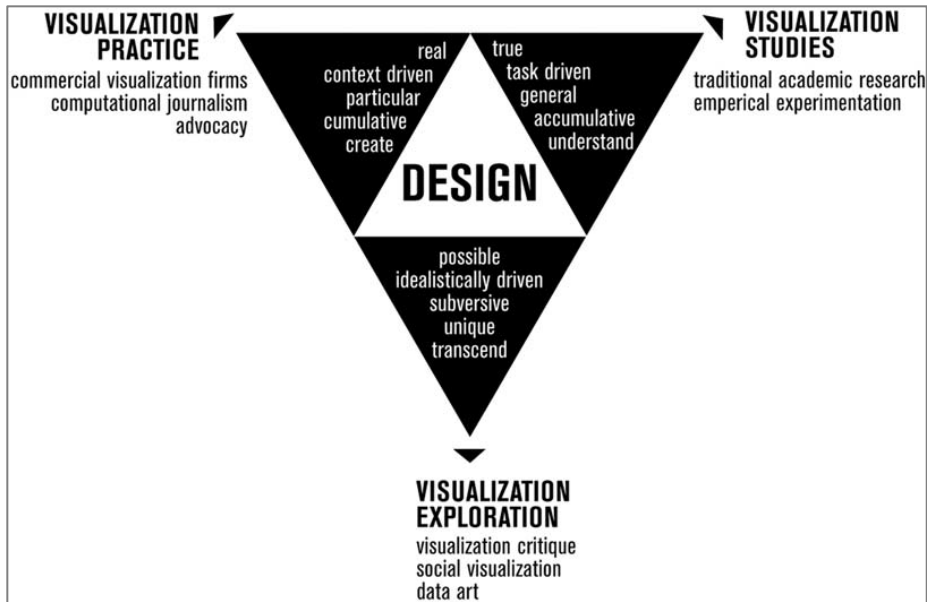 VISUALIZATION
PRACTICE
commercial visualization firms
computational journalism
advocacy
real
context driven
particular
cumulative
create
true
task driven
general
accumulative
understand
VISUALIZATION
STUDIES
traditional academic research
emperical experimentation
DESIGN
possible
idealistically driven
subversive
unique
transcend
VISUALIZATION
EXPLORATION
visualization critique
social visualization
data art